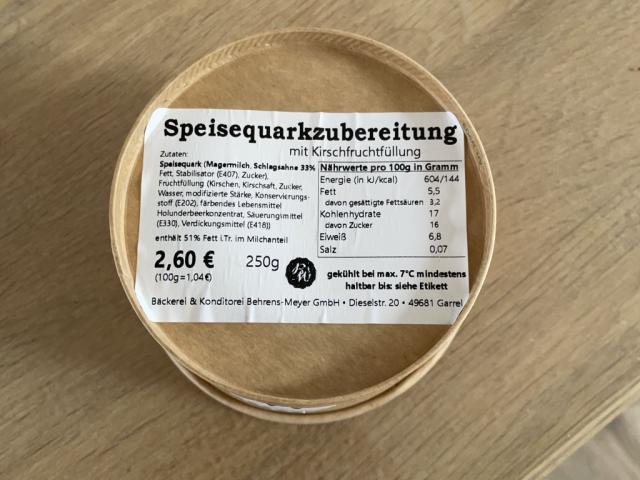 Speisequarkzubereitung
mit Kirschfruchtfüllung
Zutaten:
Speisequark (Magermilch, Schlagsahne 33%
Fett, Stabilisator (E407), Zucker),
Fruchtfüllung (Kirschen, Kirschsaft, Zucker,
Wasser, modifizierte Stärke, Konservierungs-
stoff (E202), färbendes Lebensmittel
Holunderbeerkonzentrat, Säuerungsmittel
(E330), Verdickungsmittel (E418))
enthält 51% Fett i.Tr. im Milchanteil
Nährwerte pro 100g in Gramm
Energie (in kJ/kcal) 604/144
Fett 5,5
davon gesättigte Fettsäuren 3,2
Kohlenhydrate 17
davon Zucker 16
Eiweiß 6,8
Salz 0,07
2,60 € 250g
(100g=1,04€)
gekühlt bei max. 7°C mindestens
haltbar bis: siehe Etikett
Bäckerei & Konditorei Behrens-Meyer GmbH • Dieselstr. 20 • 49681 Garrel